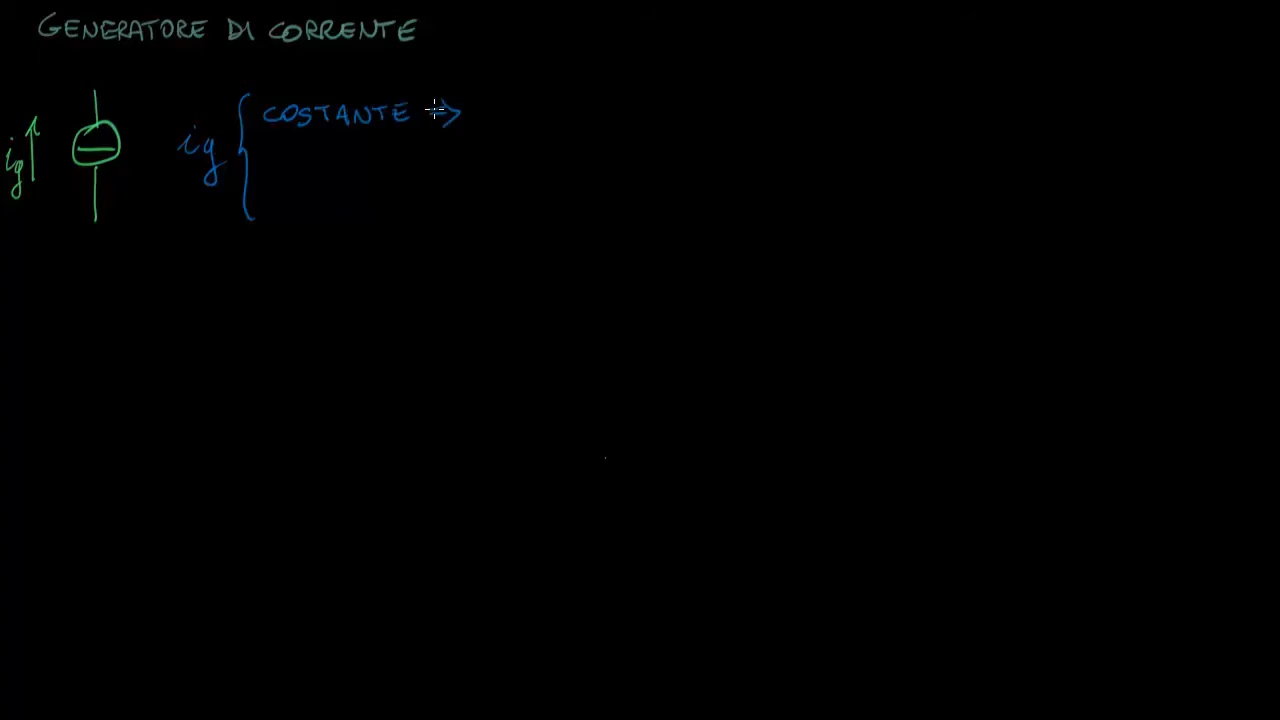 GENERATORE DI CORRENTE
ig
ig { COSTANTE ⇒